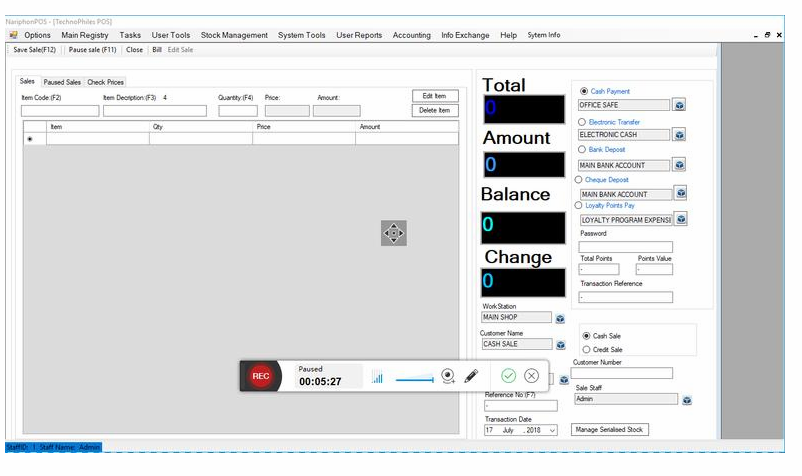 NanphonPOS - [TechnoPhiles POS]
Options Main Registry Tasks User Tools Stock Management System Tools User Reports Accounting Info Exchange Help Sytem Info
Save Sale(F12) Pause sale (F11) Close Bill Edit Sale
Sales Paused Sales Check Prices
Item Code:(F2) Item Decription:(F3) 4 Quantity:(F4) Price: Amount: Edit Item
Delete Item
Item Qty Price Amount
Total
0
Amount
0
Balance
0
Change
0
WorkStation
MAIN SHOP
Customer Name
CASH SALE
Reference No (F7)
-
Transaction Date
17 July , 2018
Cash Payment
OFFICE SAFE
Electronic Transfer
ELECTRONIC CASH
Bank Deposit
MAIN BANK ACCOUNT
Cheque Deposit
MAIN BANK ACCOUNT
Loyalty Points Pay
LOYALTY PROGRAM EXPENSI
Password
Total Points Points Value
- -
Transaction Reference
-
Cash Sale
Credit Sale
Customer Number
Sale Staff
Admin
Manage Serialised Stock
REC
Paused
00:05:27
StaffID: 1 Staff Name: Admin